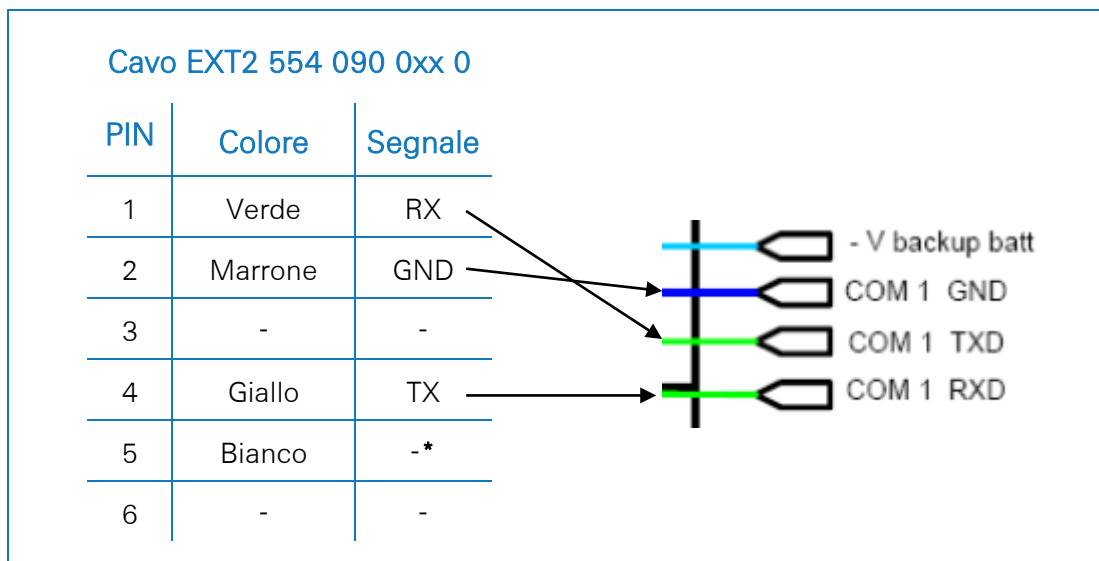 Cavo EXT2 554 090 0xx 0
PIN Colore Segnale
1 Verde RX
2 Marrone GND
3 - -
4 Giallo TX
5 Bianco -*
6 - -
- V backup batt
COM 1 GND
COM 1 TXD
COM 1 RXD